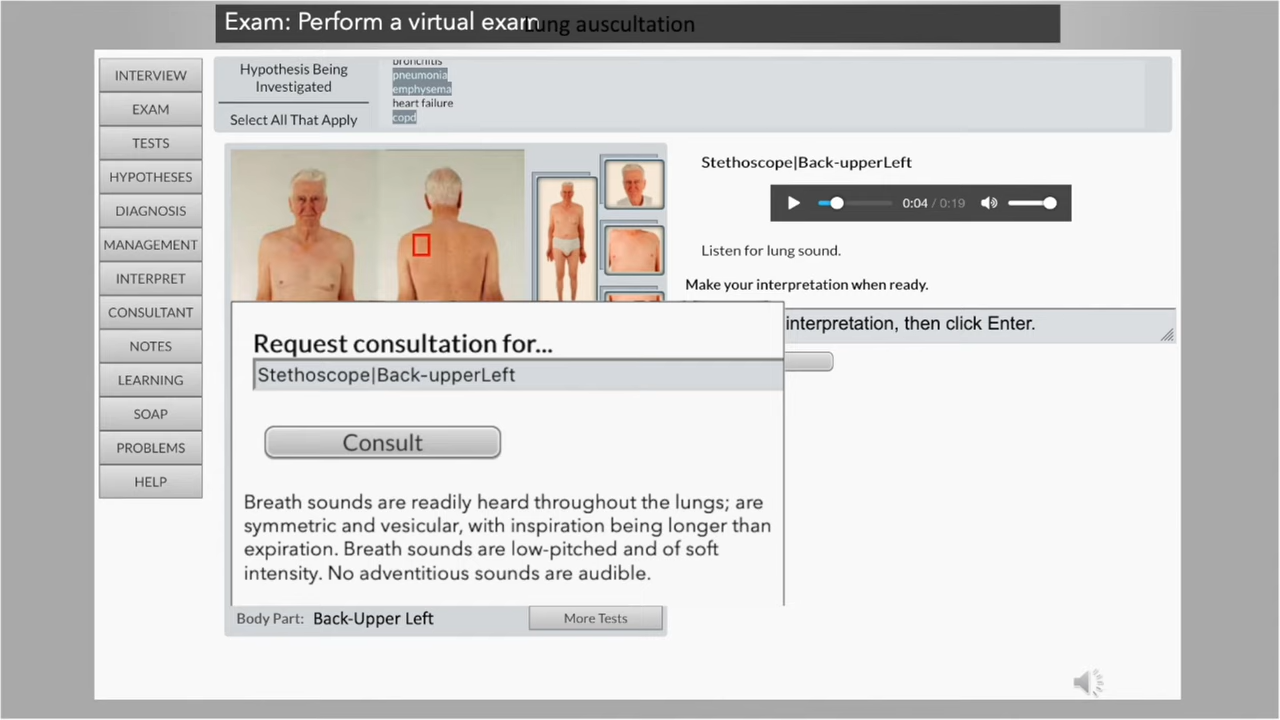 Exam: Perform a virtual exam
Lung auscultation
INTERVIEW
EXAM
TESTS
HYPOTHESES
DIAGNOSIS
MANAGEMENT
INTERPRET
CONSULTANT
NOTES
LEARNING
SOAP
PROBLEMS
HELP
Hypothesis Being
Investigated
Select All That Apply
bronchitis
pneumonia
emphysema
heart failure
copd
Stethoscope|Back-upperLeft
0:04 / 0:19
Listen for lung sound.
Make your interpretation when ready.
interpretation, then click Enter.
Request consultation for...
Stethoscope|Back-upperLeft
Consult
Breath sounds are readily heard throughout the lungs; are
symmetric and vesicular, with inspiration being longer than
expiration. Breath sounds are low-pitched and of soft
intensity. No adventitious sounds are audible.
Body Part: Back-Upper Left
More Tests